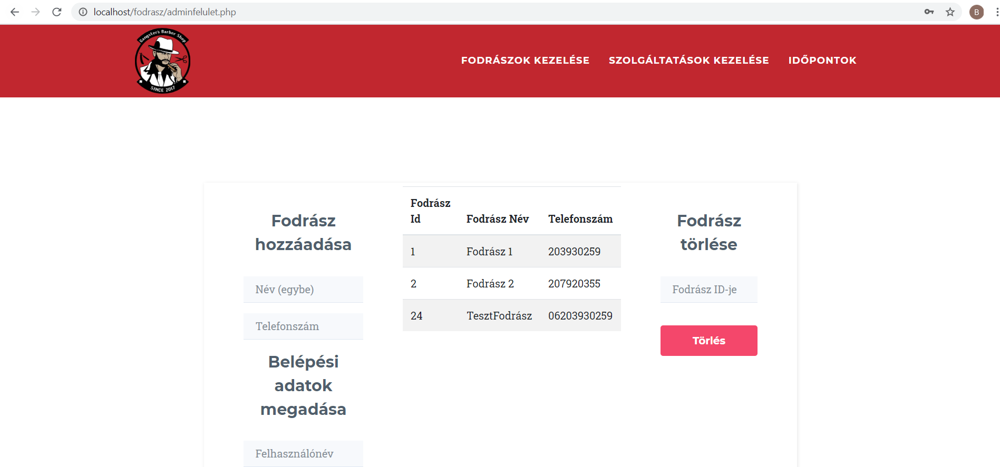 localhost/fodrasz/adminfelulet.php
B
Gangster's Barber Shop
SINCE 2017
FODRÁSZOK KEZELÉSE
SZOLGÁLTATÁSOK KEZELÉSE
IDŐPONTOK
Fodrász
hozzáadása
Név (egybe)
Telefonszám
Belépési
adatok
megadása
Felhasználónév
Fodrász
Id Fodrász Név Telefonszám
1 Fodrász 1 203930259
2 Fodrász 2 207920355
24 TesztFodrász 06203930259
Fodrász
törlése
Fodrász ID-je
Törlés